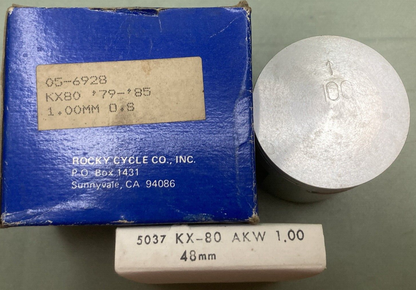 05-6928
KX80 '79-'85
1.00MM O.S
ROCKY CYCLE CO., INC.
P.O. Box 1431
Sunnyvale, CA 94086
1
100
5037 KX-80 AKW 1.00
48mm